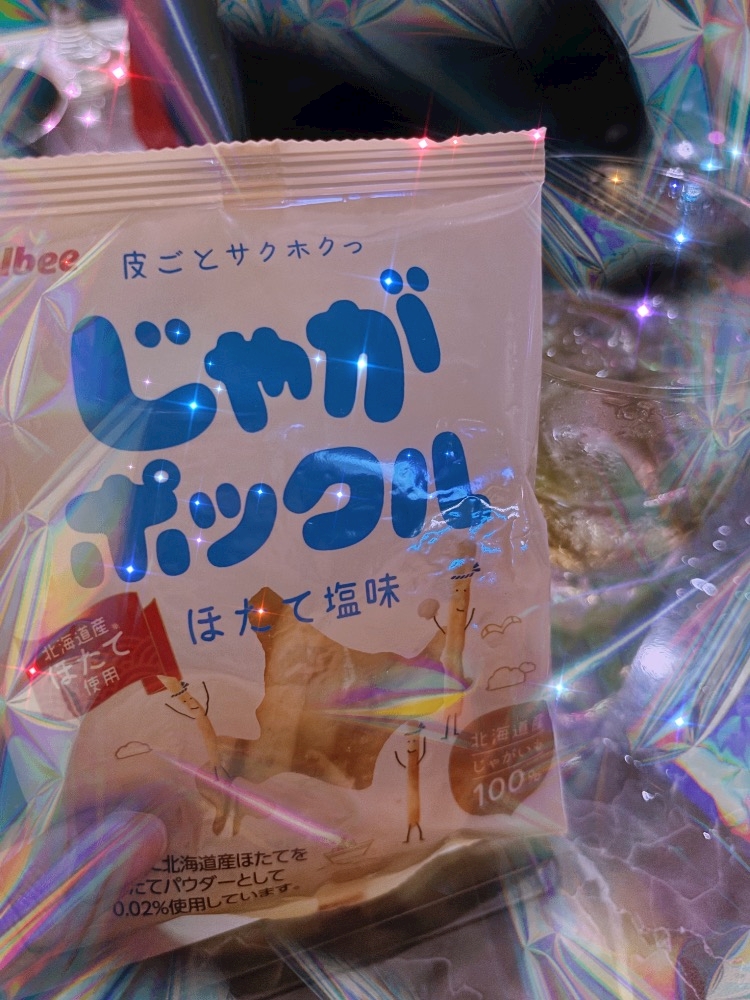 lbee
皮ごとサクホクっ
じゃが
ポックル
ほたて塩味
北海道産
ほたて
使用
北海道産
じゃがいも
100%
北海道産ほたてを
たてパウダーとして
0.02%使用しています。